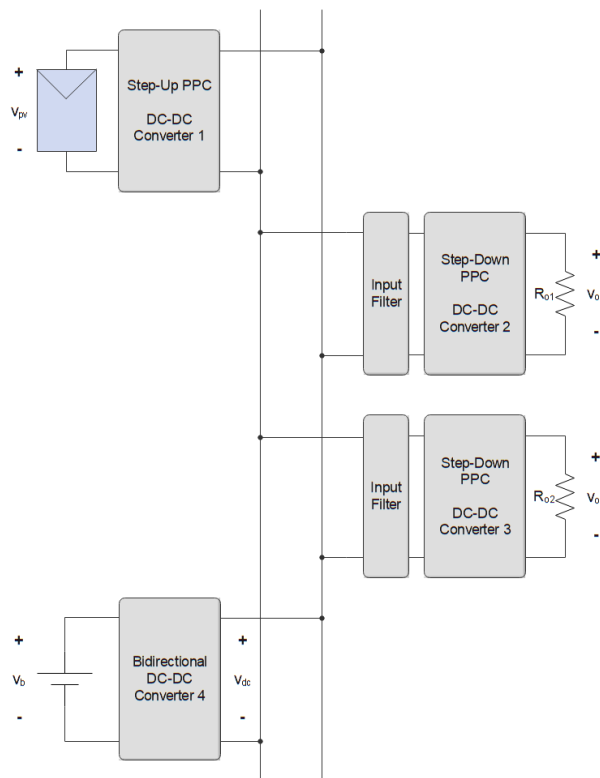 +
Vpv
-
Step-Up PPC
DC-DC
Converter 1
Input
Filter
Step-Down
PPC
DC-DC
Converter 2
Ro1
+
vo
-
Input
Filter
Step-Down
PPC
DC-DC
Converter 3
Ro2
+
vo
-
+
vb
-
Bidirectional
DC-DC
Converter 4
+
vdc
-